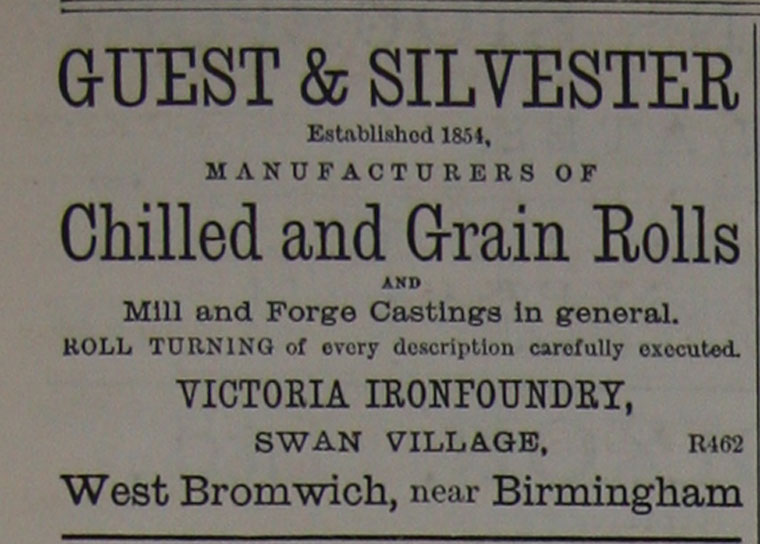 GUEST & SILVESTER
Established 1854,
MANUFACTURERS OF
Chilled and Grain Rolls
AND
Mill and Forge Castings in general.
ROLL TURNING of every description carefully executed.
VICTORIA IRONFOUNDRY,
SWAN VILLAGE, R462
West Bromwich, near Birmingham